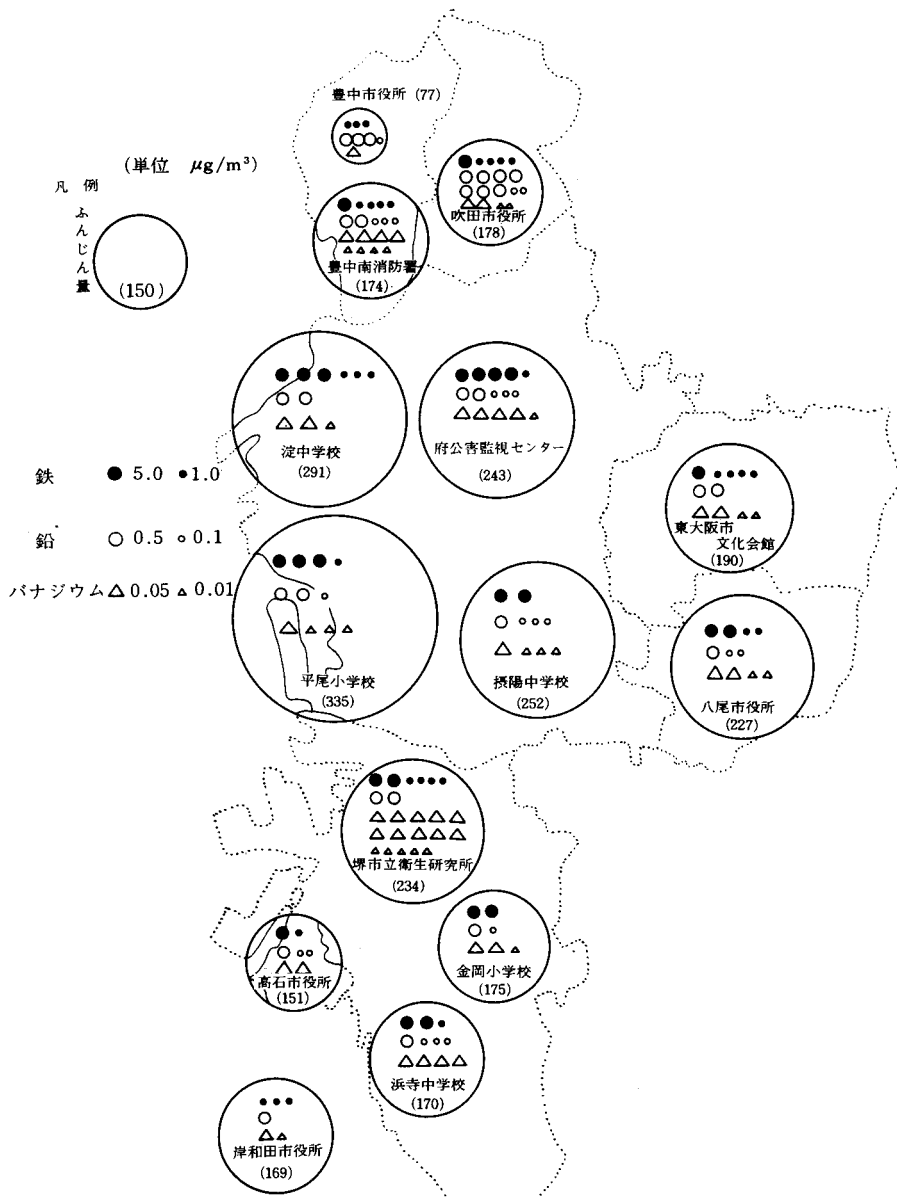 豊中市役所 (77)
(単位 μg/m³)
凡例
ふんじん量
(150)
吹田市役所
(178)
豊中南消防署
(174)
淀中学校
(291)
府公害監視センター
(243)
鉄 ● 5.0 ●1.0
鉛 ○ 0.5 ○ 0.1
バナジウム△ 0.05 △ 0.01
東大阪市
文化会館
(190)
平尾小学校
(335)
摂陽中学校
(252)
八尾市役所
(227)
堺市立衛生研究所
(234)
高石市役所
(151)
金岡小学校
(175)
浜寺中学校
(170)
岸和田市役所
(169)